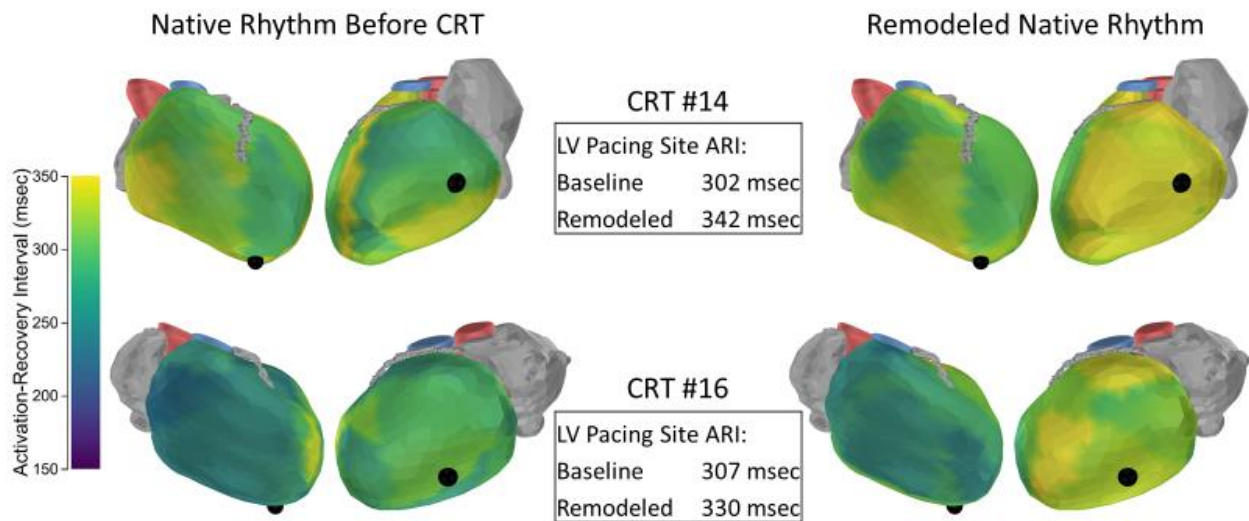 Native Rhythm Before CRT
Remodeled Native Rhythm
CRT #14
LV Pacing Site ARI:
Baseline 302 msec
Remodeled 342 msec
Activation-Recovery Interval (msec)
350
300
250
200
150
CRT #16
LV Pacing Site ARI:
Baseline 307 msec
Remodeled 330 msec